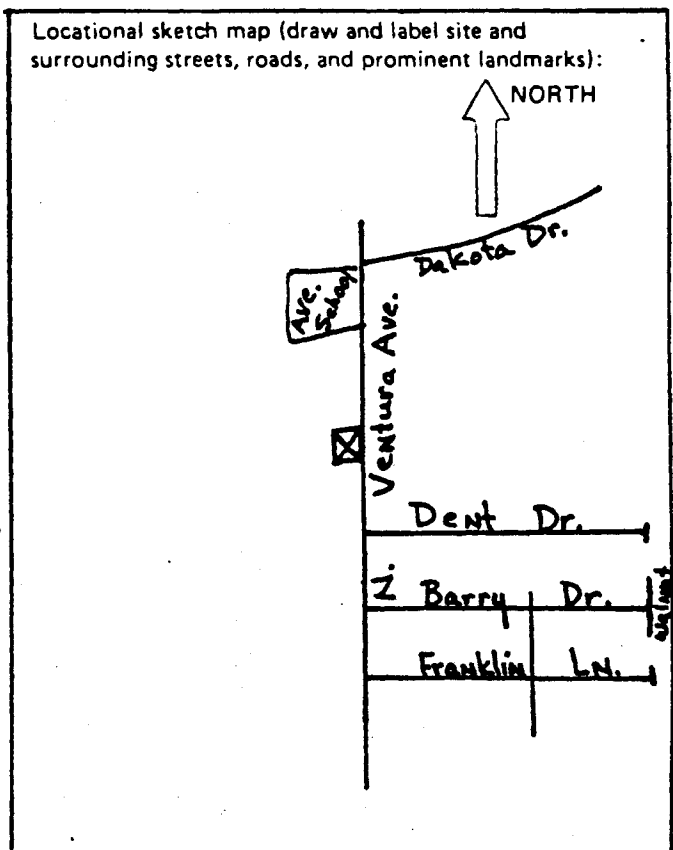 Locational sketch map (draw and label site and
surrounding streets, roads, and prominent landmarks):
NORTH
Dakota Dr.
Ave.
School
Ventura Ave.
Dent Dr.
N. Barry Dr.
Walnut
Franklin LN.